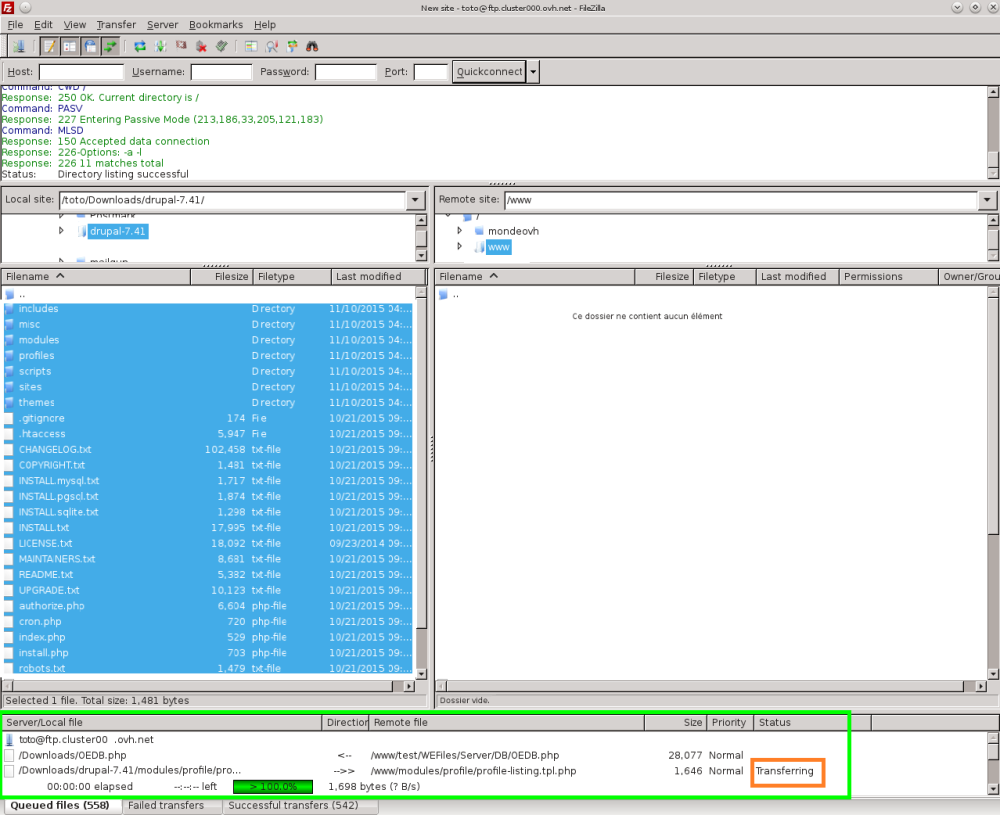 New site - toto@ftp.cluster000.ovh.net - FileZilla
File Edit View Transfer Server Bookmarks Help
Host: Username: Password: Port: Quickconnect
Command: CWD /
Response: 250 OK. Current directory is /
Command: PASV
Response: 227 Entering Passive Mode (213,186,33,205,121,183)
Command: MLSD
Response: 150 Accepted data connection
Response: 226-Options: -a -l
Response: 226 11 matches total
Status: Directory listing successful
Local site: /toto/Downloads/drupal-7.41/
Postmark
drupal-7.41
mailgun
Remote site: /www
/
mondeovh
www
Filename Filesize Filetype Last modified
..
includes Directory 11/10/2015 04:...
misc Directory 11/10/2015 04:...
modules Directory 11/10/2015 04:...
profiles Directory 11/10/2015 04:...
scripts Directory 11/10/2015 04:...
sites Directory 11/10/2015 04:...
themes Directory 11/10/2015 04:...
.gitignore 174 File 10/21/2015 09:...
.htaccess 5,947 File 10/21/2015 09:...
CHANGELOG.txt 102,458 txt-file 10/21/2015 09:...
COPYRIGHT.txt 1,481 txt-file 10/21/2015 09:...
INSTALL.mysql.txt 1,717 txt-file 10/21/2015 09:...
INSTALL.pgsql.txt 1,874 txt-file 10/21/2015 09:...
INSTALL.sqlite.txt 1,298 txt-file 10/21/2015 09:...
INSTALL.txt 17,995 txt-file 10/21/2015 09:...
LICENSE.txt 18,092 txt-file 09/23/2014 09:...
MAINTAINERS.txt 8,681 txt-file 10/21/2015 09:...
README.txt 5,382 txt-file 10/21/2015 09:...
UPGRADE.txt 10,123 txt-file 10/21/2015 09:...
authorize.php 6,604 php-file 10/21/2015 09:...
cron.php 720 php-file 10/21/2015 09:...
index.php 529 php-file 10/21/2015 09:...
install.php 703 php-file 10/21/2015 09:...
robots.txt 1,479 txt-file 10/21/2015 09:...
Selected 1 file. Total size: 1,481 bytes
Filename Filesize Filetype Last modified Permissions Owner/Grou
..
Ce dossier ne contient aucun élément
Dossier vide.
Server/Local file Direction Remote file Size Priority Status
toto@ftp.cluster00 .ovh.net
/Downloads/OEDB.php <-- /www/test/WEFiles/Server/DB/OEDB.php 28,077 Normal
/Downloads/drupal-7.41/modules/profile/pro... -->> /www/modules/profile/profile-listing.tpl.php 1,646 Normal Transferring
00:00:00 elapsed --:--:-- left > 100.0% 1,698 bytes (? B/s)
Queued files (558) Failed transfers Successful transfers (542)